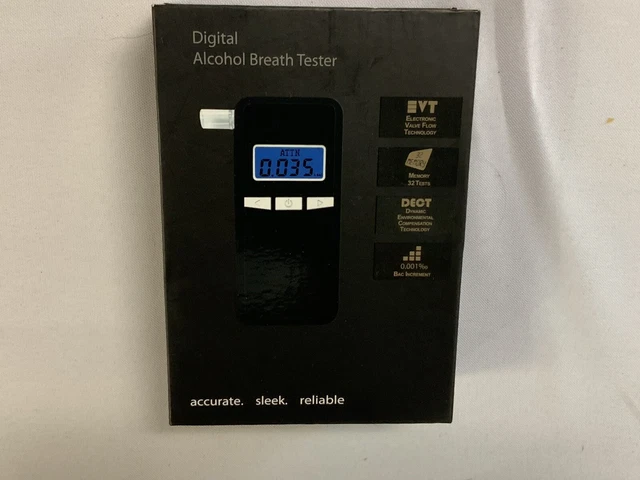 Digital
Alcohol Breath Tester
EVT
ELECTRONIC
VALVE FLOW
TECHNOLOGY
ATTN
0.035
MEMORY
32 TESTS
DECT
DYNAMIC
ENVIRONMENTAL
COMPENSATION
TECHNOLOGY
0.001‰
BAC INCREMENT
accurate. sleek. reliable